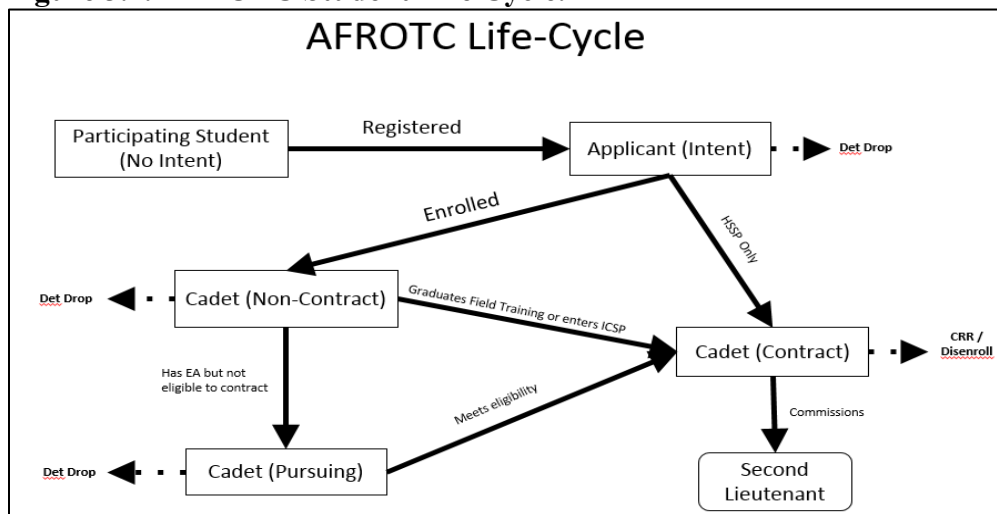 AFROTC Life-Cycle
Participating Student
(No Intent)
Registered
Applicant (Intent)
Det Drop
Enrolled
HSSP Only
Det Drop
Cadet (Non-Contract)
Graduates Field Training or enters ICSP
Cadet (Contract)
CRR /
Disenroll
Has EA but not
eligible to contract
Meets eligibility
Commissions
Det Drop
Cadet (Pursuing)
Second
Lieutenant